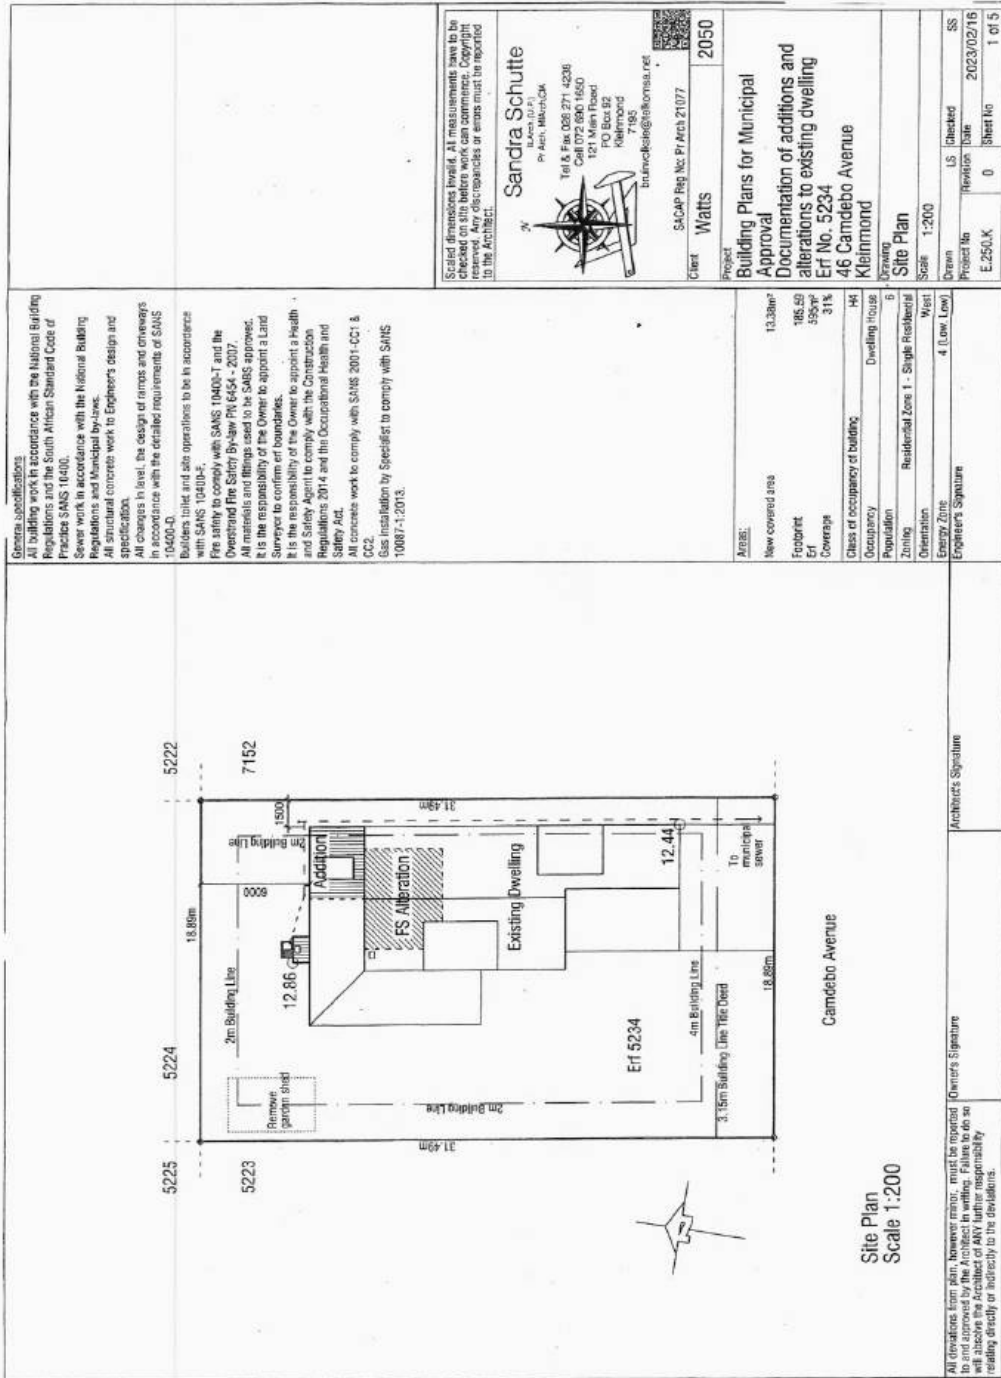 General Specifications
All building work in accordance with the National Building
Regulations and the South African Standard Code of
Practice SANS 10400.
Sewer work in accordance with the National Building
Regulations and Municipal by-laws.
All structural concrete work to Engineer's design and
specification.
All changes in level, the design of ramps and driveways
in accordance with the detailed requirements of SANS
10400-D.
Builders toilet and site operations to be in accordance
with SANS 10400-F.
Fire safety to comply with SANS 10400-T and the
Overstrand Fire Safety By-law PN 6454 - 2007.
All materials and fittings used to be SABS approved.
It is the responsibility of the Owner to appoint a Land
Surveyor to confirm erf boundaries.
It is the responsibility of the Owner to appoint a Health
and Safety Agent to comply with the Construction
Regulations 2014 and the Occupational Health and
Safety Act.
All concrete work to comply with SANS 2001-CC1 &
CC2.
Gas installation by Specialist to comply with SANS
10087-1:2013.
Scaled dimensions invalid. All measurements have to be
checked on site before work can commence. Copyright
reserved. Any discrepancies or errors must be reported
to the Architect.
N
Sandra Schutte
Pr Arch, MIArchCIA
Tel & Fax 028 271 4236
Cell 072 690 1650
121 Main Road
PO Box 92
Kleinmond
7195
SACAP Reg No: Pr Arch 21077
Client
Watts
2050
Project
Building Plans for Municipal
Approval
Documentation of additions and
alterations to existing dwelling
Erf No. 5234
46 Camdebo Avenue
Kleinmond
Drawing
Site Plan
Scale 1:200
Drawn LS
Checked SS
Project No
E.250.K
Revision
0
Date
2023/02/16
Sheet No
1 of 5
Areas:
New covered area 13.38m²
Footprint 185.59
Erf 595m²
Coverage 31%
Class of occupancy of building H4
Occupancy Dwelling House
Population 6
Zoning Residential Zone 1 - Single Residential
Orientation West
Energy Zone 4 (Low, Low)
Engineer's Signature
Architect's Signature
Owner's Signature
All deviations from plan, however minor, must be reported
to and approved by the Architect in writing. Failure to do so
will absolve the Architect of ANY further responsibility
relating directly or indirectly to the deviations.
5225
5224
5222
5223
7152
18.89m
2m Building Line
6000
2m Building Line
1500
Remove
garden shed
12.86
Addition
FS Alteration
Existing Dwelling
31.49m
31.49m
2m Building Line
Erf 5234
12.44
4m Building Line
3.15m Building Line Title Deed
To
municipal
sewer
18.89m
Camdebo Avenue
Site Plan
Scale 1:200